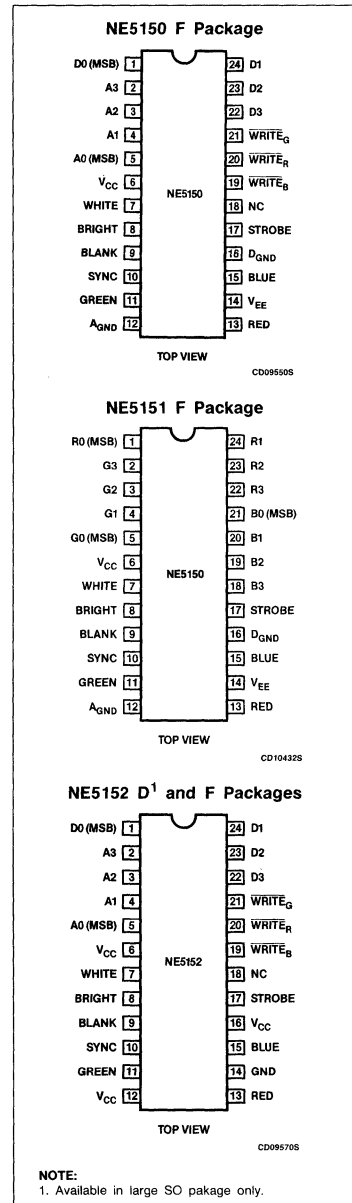 NE5150 F Package
D0 (MSB) 1 24 D1
A3 2 23 D2
A2 3 22 D3
A1 4 21 WRITEG
A0 (MSB) 5 20 WRITER
VCC 6 19 WRITEB
NE5150
WHITE 7 18 NC
BRIGHT 8 17 STROBE
BLANK 9 16 DGND
SYNC 10 15 BLUE
GREEN 11 14 VEE
AGND 12 13 RED
TOP VIEW
CD09550S
NE5151 F Package
R0 (MSB) 1 24 R1
G3 2 23 R2
G2 3 22 R3
G1 4 21 B0 (MSB)
G0 (MSB) 5 20 B1
VCC 6 19 B2
NE5150
WHITE 7 18 B3
BRIGHT 8 17 STROBE
BLANK 9 16 DGND
SYNC 10 15 BLUE
GREEN 11 14 VEE
AGND 12 13 RED
TOP VIEW
CD10432S
NE5152 D1 and F Packages
D0 (MSB) 1 24 D1
A3 2 23 D2
A2 3 22 D3
A1 4 21 WRITEG
A0 (MSB) 5 20 WRITER
VCC 6 19 WRITEB
NE5152
WHITE 7 18 NC
BRIGHT 8 17 STROBE
BLANK 9 16 VCC
SYNC 10 15 BLUE
GREEN 11 14 GND
VCC 12 13 RED
TOP VIEW
CD09570S
NOTE:
1. Available in large SO pakage only.